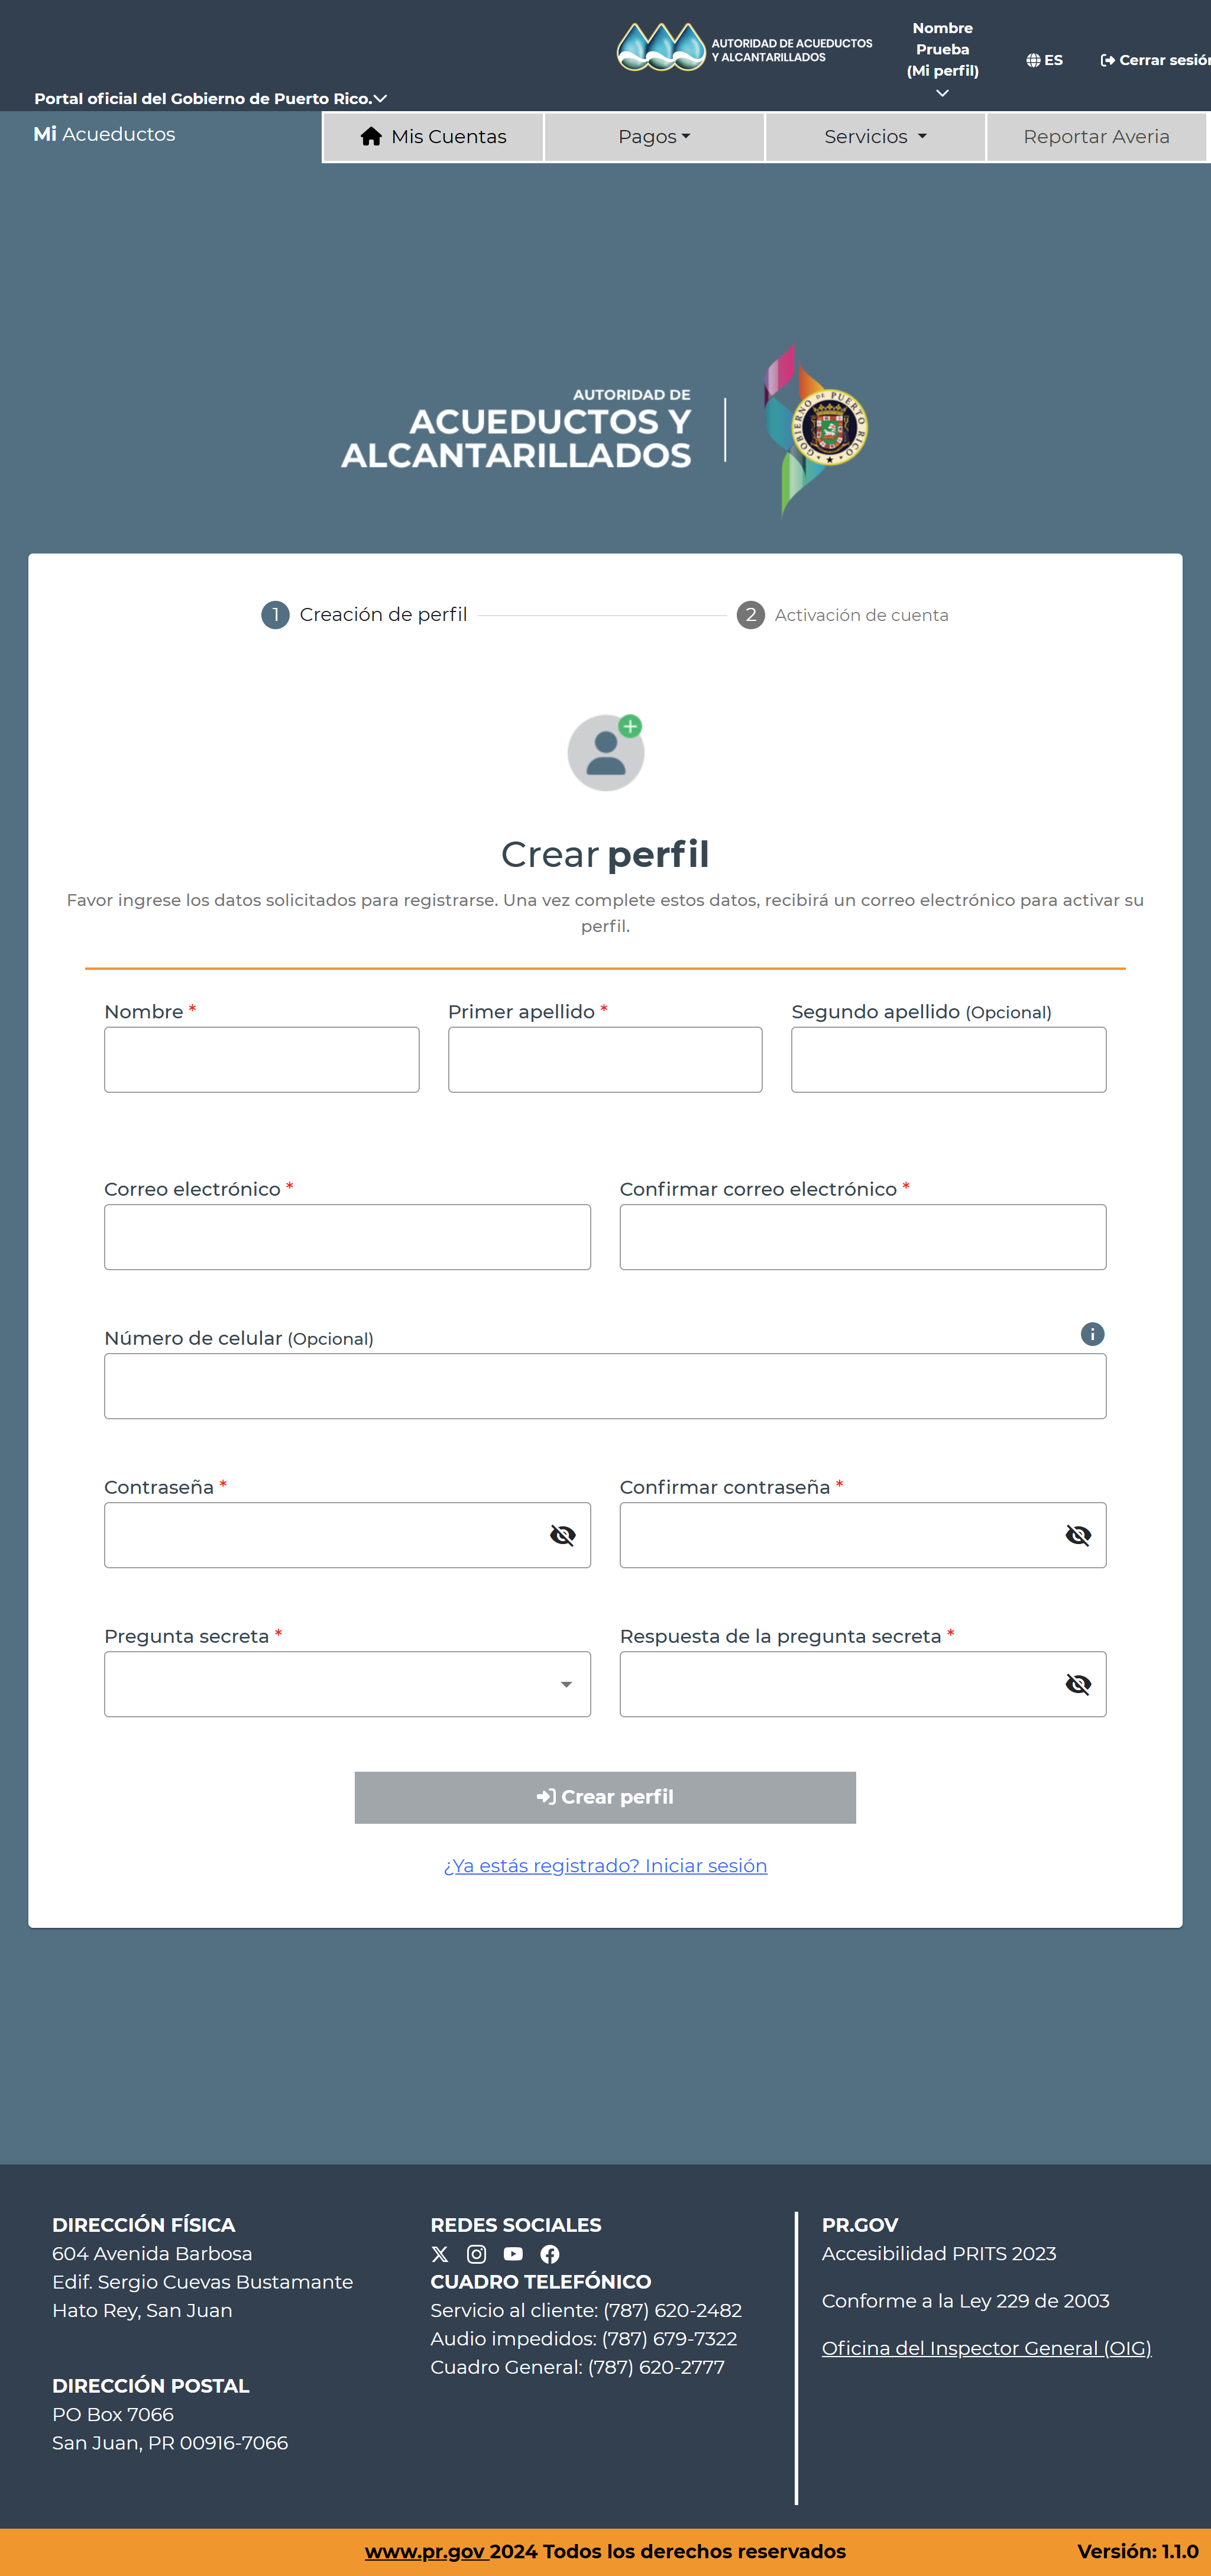 AUTORIDAD DE ACUEDUCTOS
Y ALCANTARILLADOS
Nombre
Prueba
(Mi perfil)
ES
Cerrar sesión
Portal oficial del Gobierno de Puerto Rico.
Mi Acueductos
Mis Cuentas
Pagos
Servicios
Reportar Averia
AUTORIDAD DE
ACUEDUCTOS Y
ALCANTARILLADOS
GOBIERNO DE PUERTO RICO
1 Creación de perfil
2 Activación de cuenta
Crear perfil
Favor ingrese los datos solicitados para registrarse. Una vez complete estos datos, recibirá un correo electrónico para activar su
perfil.
Nombre *
Primer apellido *
Segundo apellido (Opcional)
Correo electrónico *
Confirmar correo electrónico *
Número de celular (Opcional)
Contraseña *
Confirmar contraseña *
Pregunta secreta *
Respuesta de la pregunta secreta *
Crear perfil
¿Ya estás registrado? Iniciar sesión
DIRECCIÓN FÍSICA
604 Avenida Barbosa
Edif. Sergio Cuevas Bustamante
Hato Rey, San Juan
DIRECCIÓN POSTAL
PO Box 7066
San Juan, PR 00916-7066
REDES SOCIALES
CUADRO TELEFÓNICO
Servicio al cliente: (787) 620-2482
Audio impedidos: (787) 679-7322
Cuadro General: (787) 620-2777
PR.GOV
Accesibilidad PRITS 2023
Conforme a la Ley 229 de 2003
Oficina del Inspector General (OIG)
www.pr.gov 2024 Todos los derechos reservados
Versión: 1.1.0